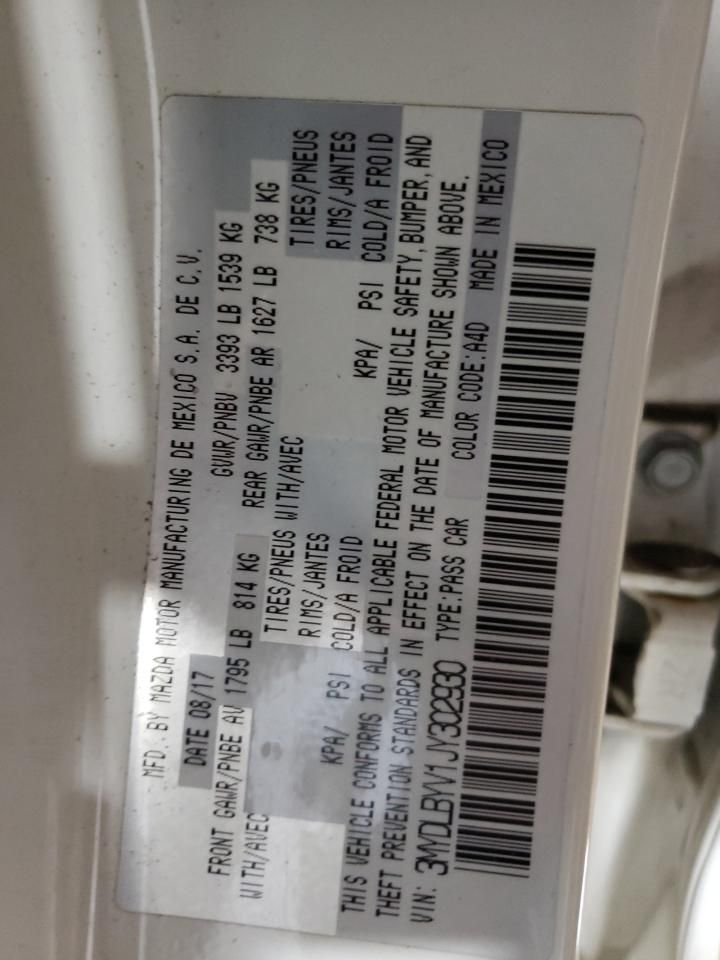 MFD. BY MAZDA MOTOR MANUFACTURING DE MEXICO S.A. DE C.V.
DATE 08/17 GVWR/PNBV 3393 LB 1539 KG
FRONT GAWR/PNBE AV 1795 LB 814 KG REAR GAWR/PNBE AR 1627 LB 738 KG
WITH/AVEC TIRES/PNEUS WITH/AVEC TIRES/PNEUS
RIMS/JANTES RIMS/JANTES
KPA/ PSI COLD/A FROID KPA/ PSI COLD/A FROID
THIS VEHICLE CONFORMS TO ALL APPLICABLE FEDERAL MOTOR VEHICLE SAFETY, BUMPER, AND
THEFT PREVENTION STANDARDS IN EFFECT ON THE DATE OF MANUFACTURE SHOWN ABOVE.
VIN: 3MYDLBYV1JY302930 TYPE:PASS CAR COLOR CODE:A4D MADE IN MEXICO